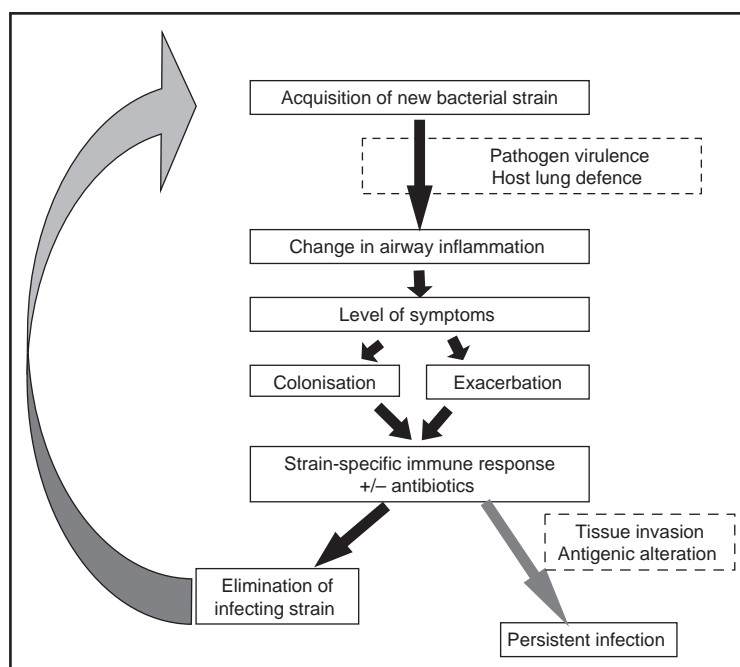 Acquisition of new bacterial strain
Pathogen virulence
Host lung defence
Change in airway inflammation
Level of symptoms
Colonisation
Exacerbation
Strain-specific immune response
+/– antibiotics
Tissue invasion
Antigenic alteration
Elimination of
infecting strain
Persistent infection